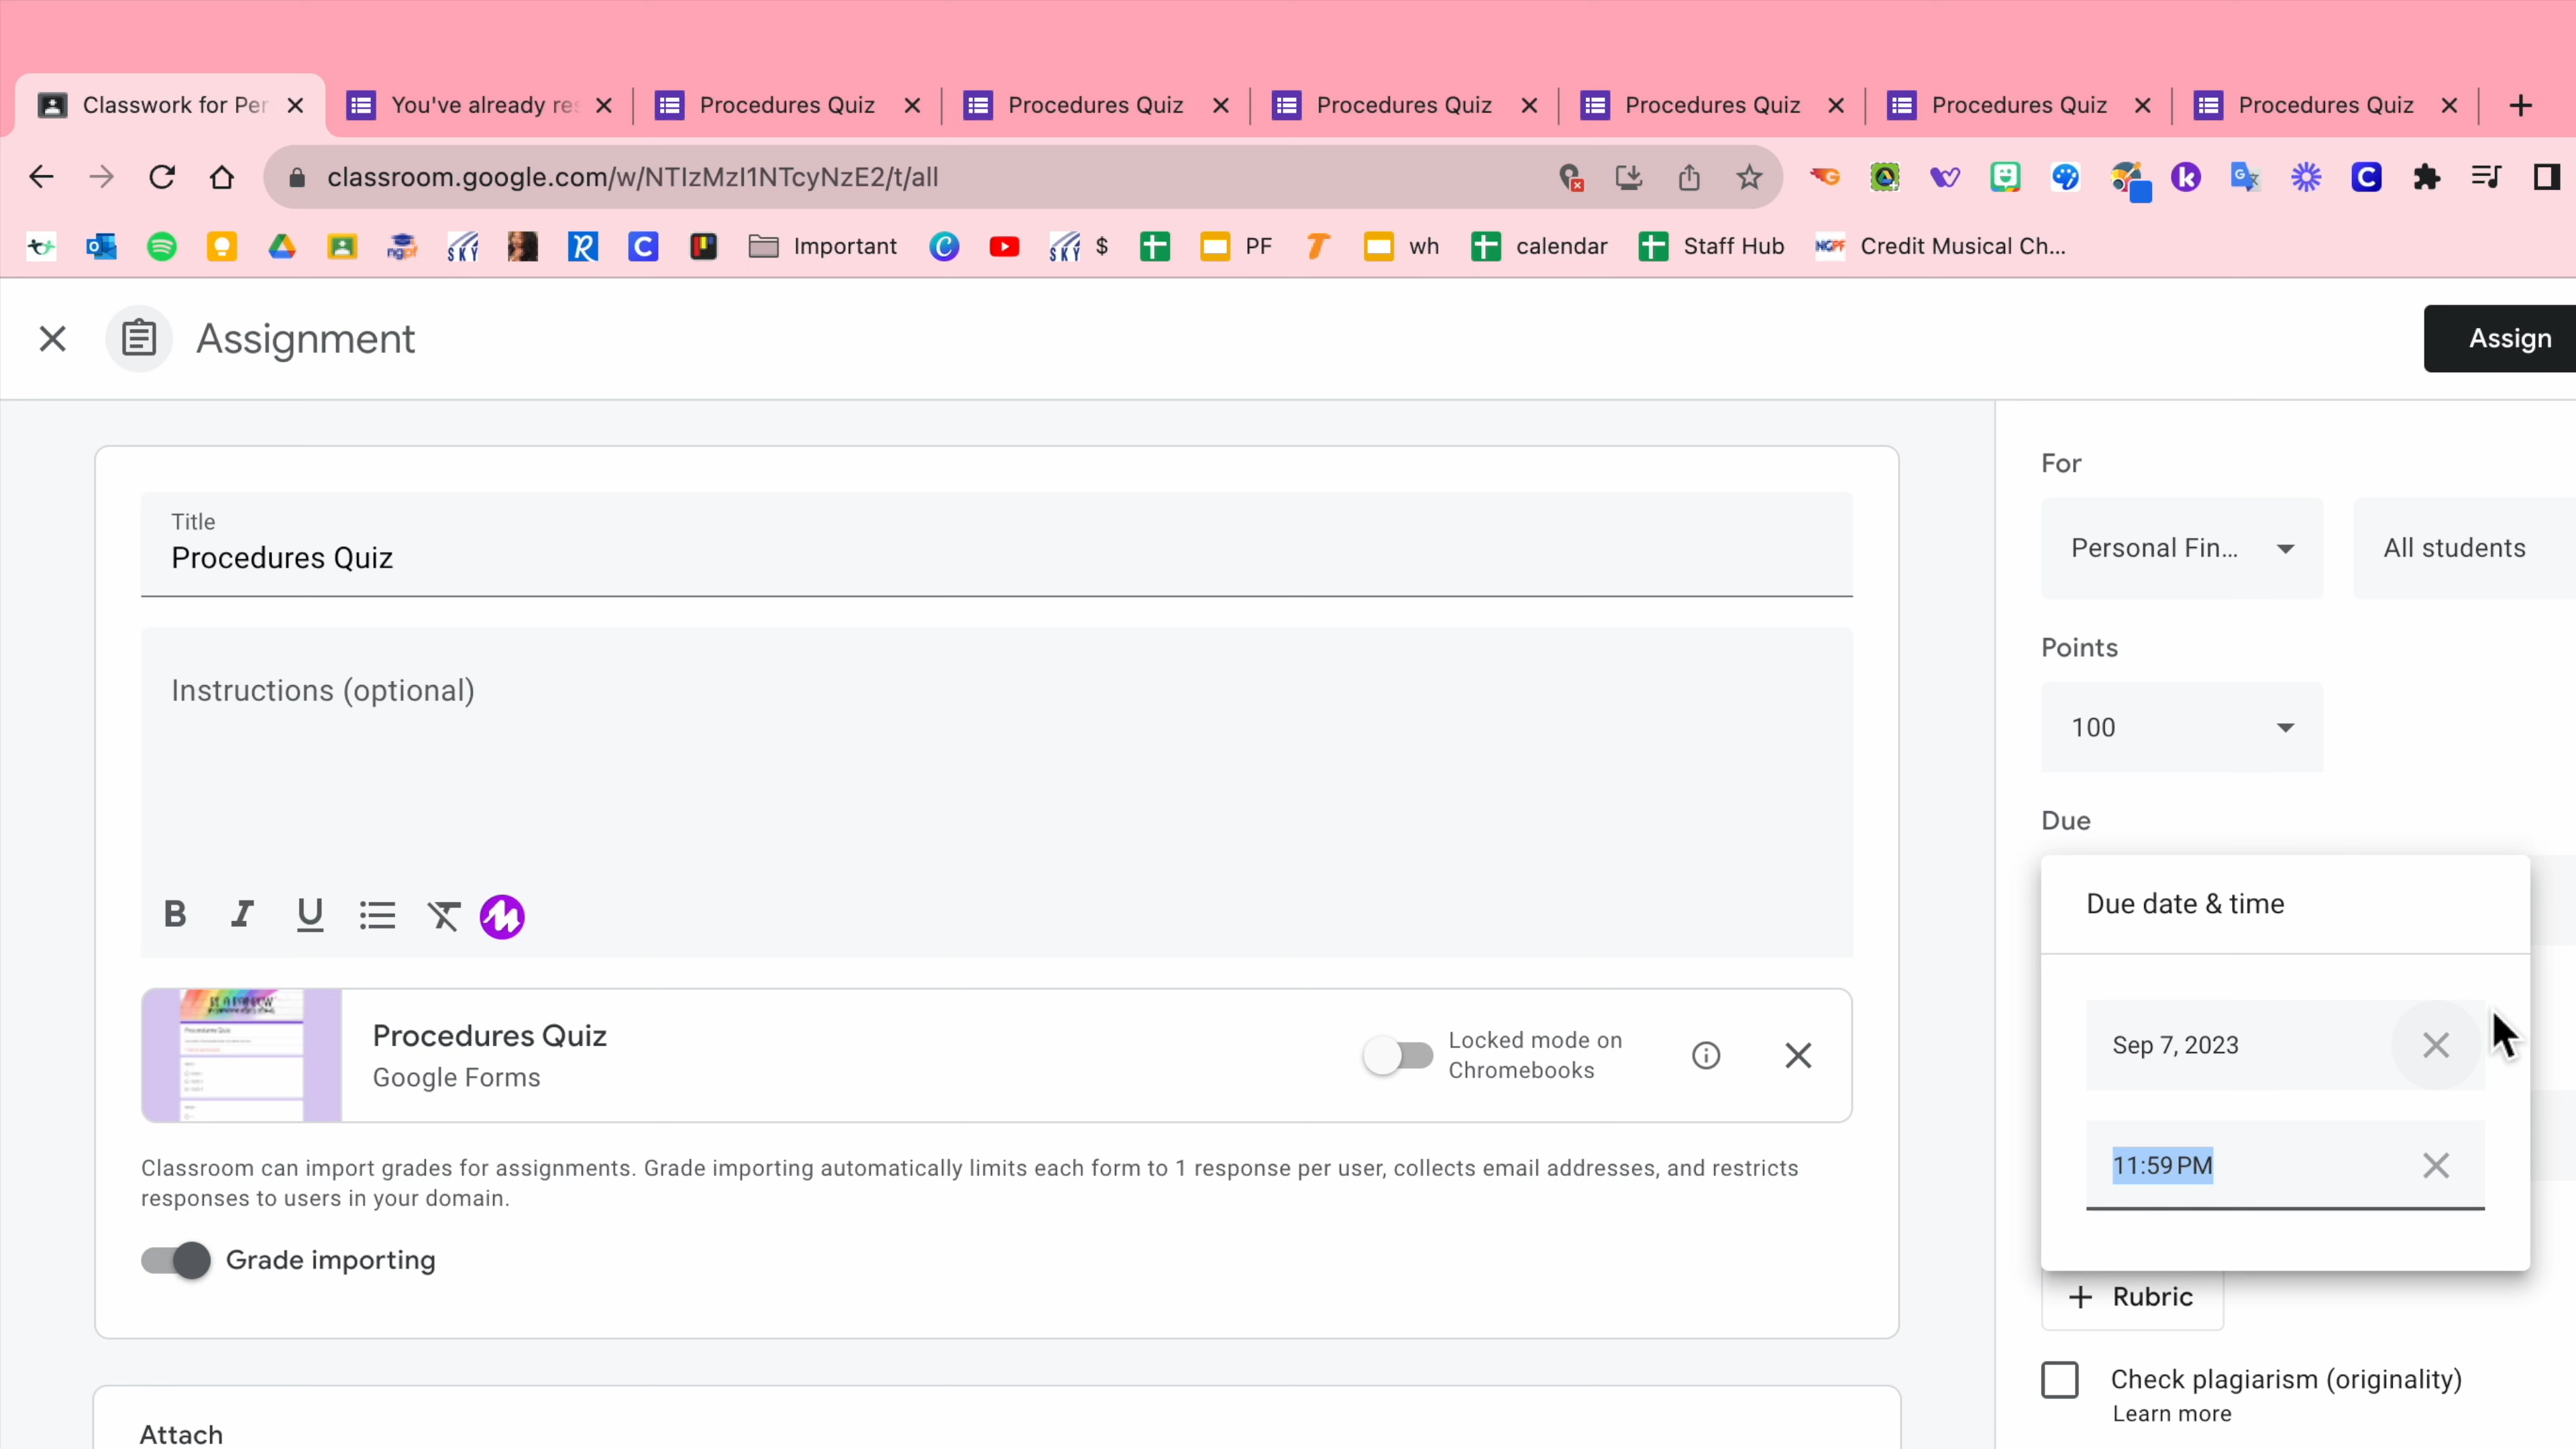 Classwork for Per
You've already res
Procedures Quiz
Procedures Quiz
Procedures Quiz
Procedures Quiz
Procedures Quiz
Procedures Quiz
classroom.google.com/w/NTIzMzI1NTcyNzE2/t/all
Important
$
PF
wh
calendar
Staff Hub
NGPF
Credit Musical Ch...
Assignment
Assign
Title
Procedures Quiz
Instructions (optional)
Procedures Quiz
Google Forms
Locked mode on
Chromebooks
Classroom can import grades for assignments. Grade importing automatically limits each form to 1 response per user, collects email addresses, and restricts
responses to users in your domain.
Grade importing
Attach
For
Personal Fin...
All students
Points
100
Due
Due date & time
Sep 7, 2023
11:59 PM
+ Rubric
Check plagiarism (originality)
Learn more